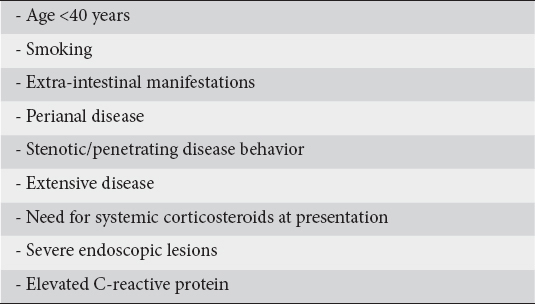 - Age <40 years
- Smoking
- Extra-intestinal manifestations
- Perianal disease
- Stenotic/penetrating disease behavior
- Extensive disease
- Need for systemic corticosteroids at presentation
- Severe endoscopic lesions
- Elevated C-reactive protein